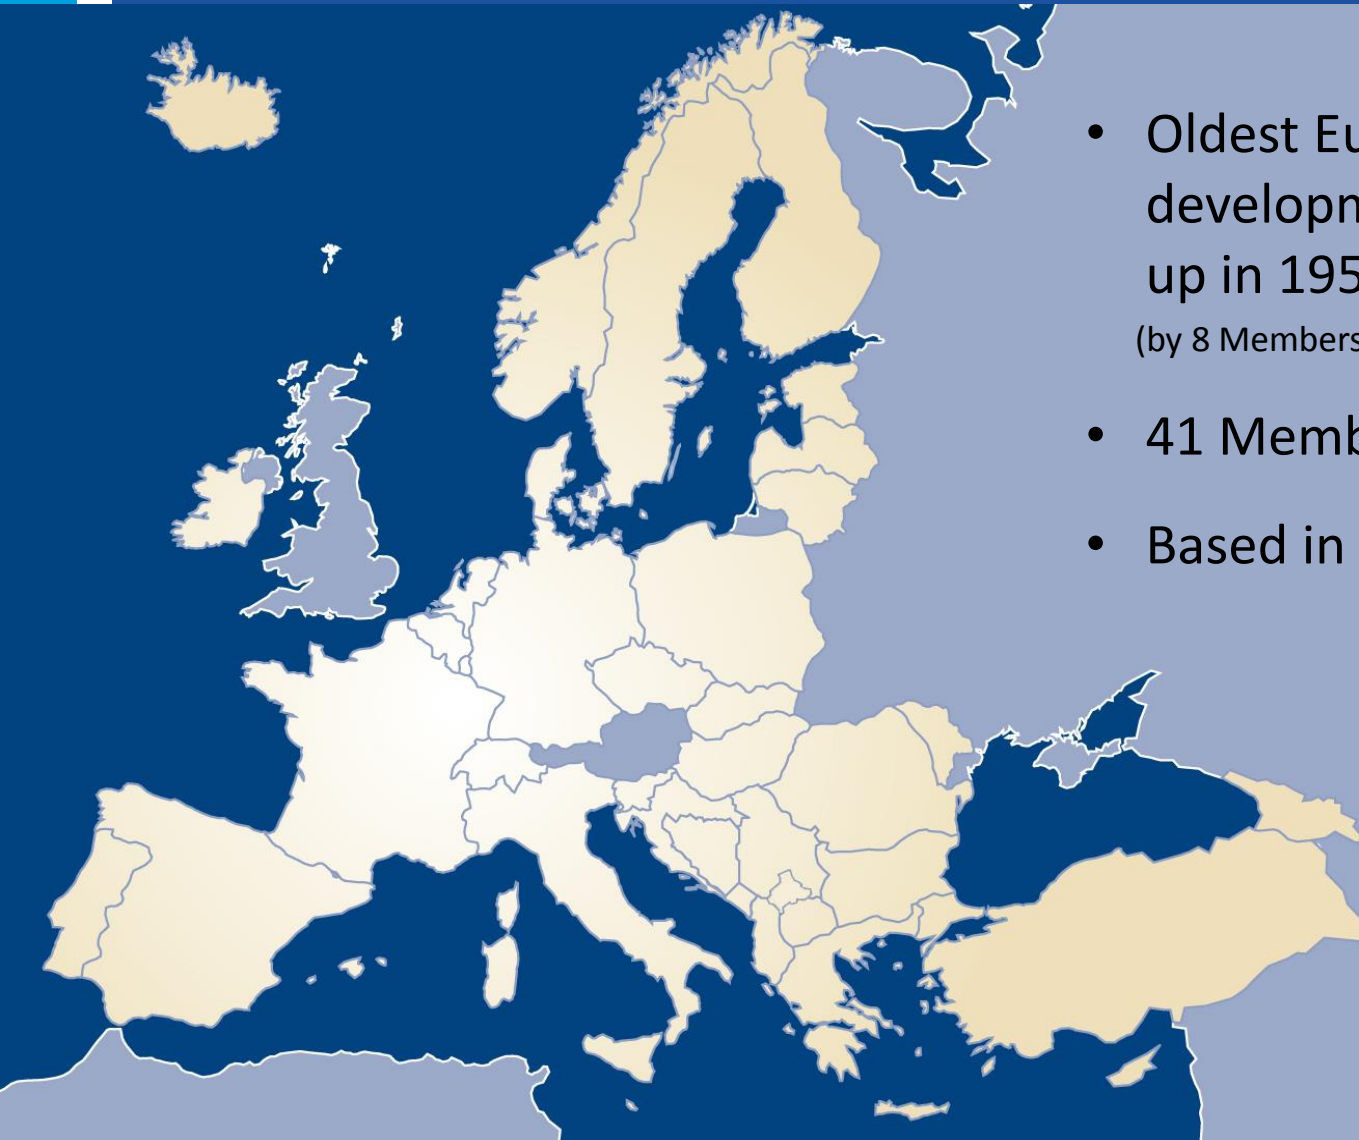 • Oldest Eu
developm
up in 195
(by 8 Members
• 41 Memb
• Based in